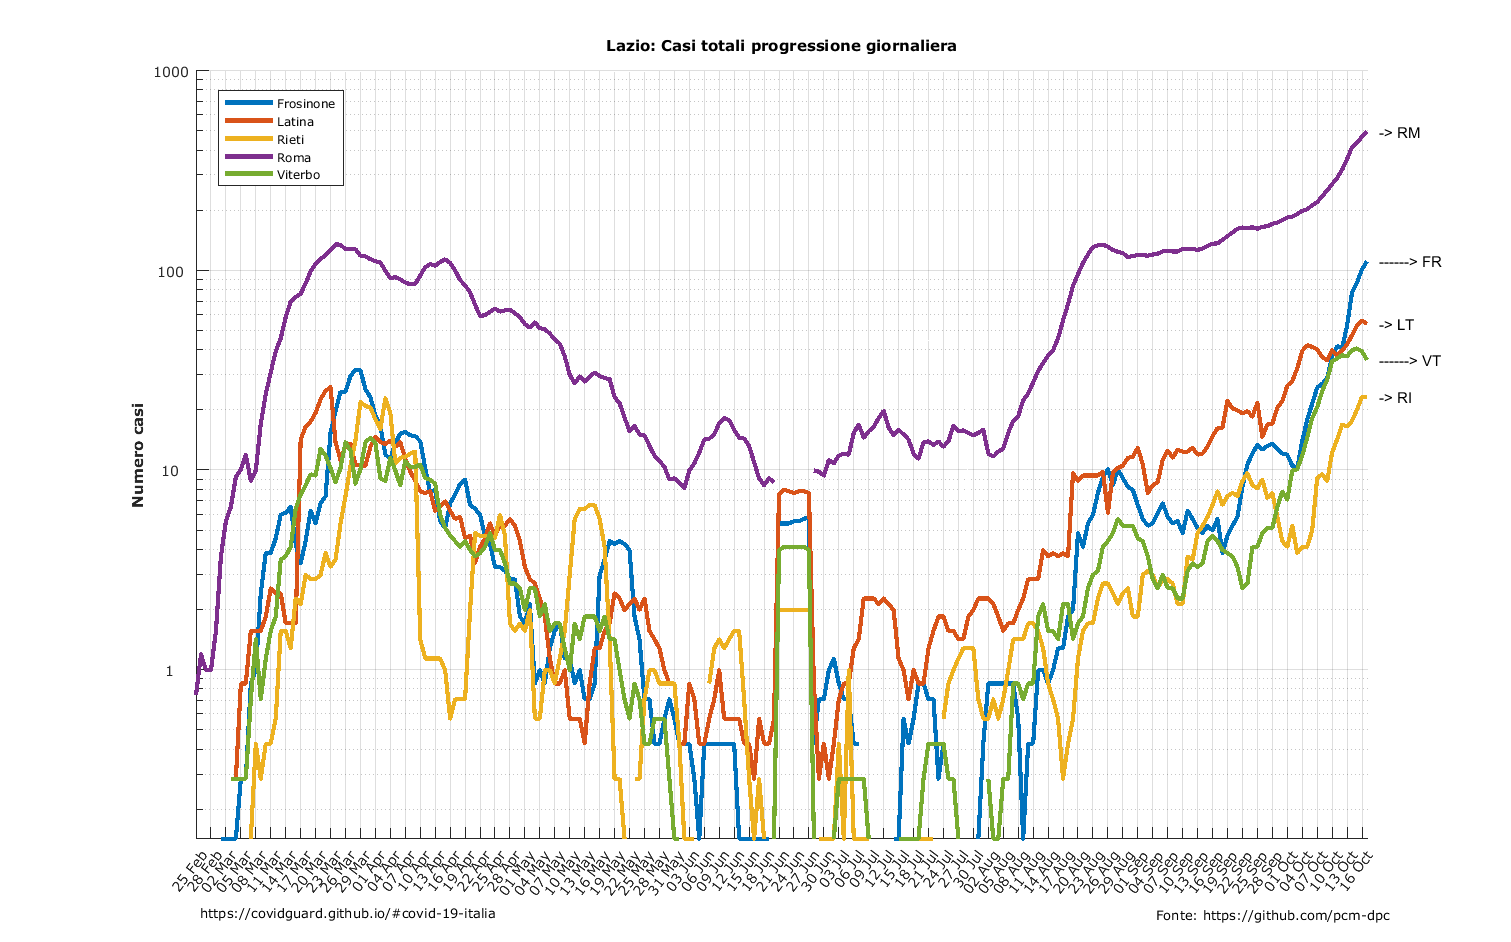 Lazio: Casi totali progressione giornaliera
1000
100
10
1
Numero casi
Frosinone
Latina
Rieti
Roma
Viterbo
-> RM
------> FR
-> LT
------> VT
-> RI
25 Feb
28 Feb
02 Mar
05 Mar
08 Mar
11 Mar
14 Mar
17 Mar
20 Mar
23 Mar
26 Mar
29 Mar
01 Apr
04 Apr
07 Apr
10 Apr
13 Apr
16 Apr
19 Apr
22 Apr
25 Apr
28 Apr
01 May
04 May
07 May
10 May
13 May
16 May
19 May
22 May
25 May
28 May
31 May
03 Jun
06 Jun
09 Jun
12 Jun
15 Jun
18 Jun
21 Jun
24 Jun
27 Jun
30 Jun
03 Jul
06 Jul
09 Jul
12 Jul
15 Jul
18 Jul
21 Jul
24 Jul
27 Jul
30 Jul
02 Aug
05 Aug
08 Aug
11 Aug
14 Aug
17 Aug
20 Aug
23 Aug
26 Aug
29 Aug
01 Sep
04 Sep
07 Sep
10 Sep
13 Sep
16 Sep
19 Sep
22 Sep
25 Sep
28 Sep
01 Oct
04 Oct
07 Oct
10 Oct
13 Oct
16 Oct
https://covidguard.github.io/#covid-19-italia
Fonte: https://github.com/pcm-dpc